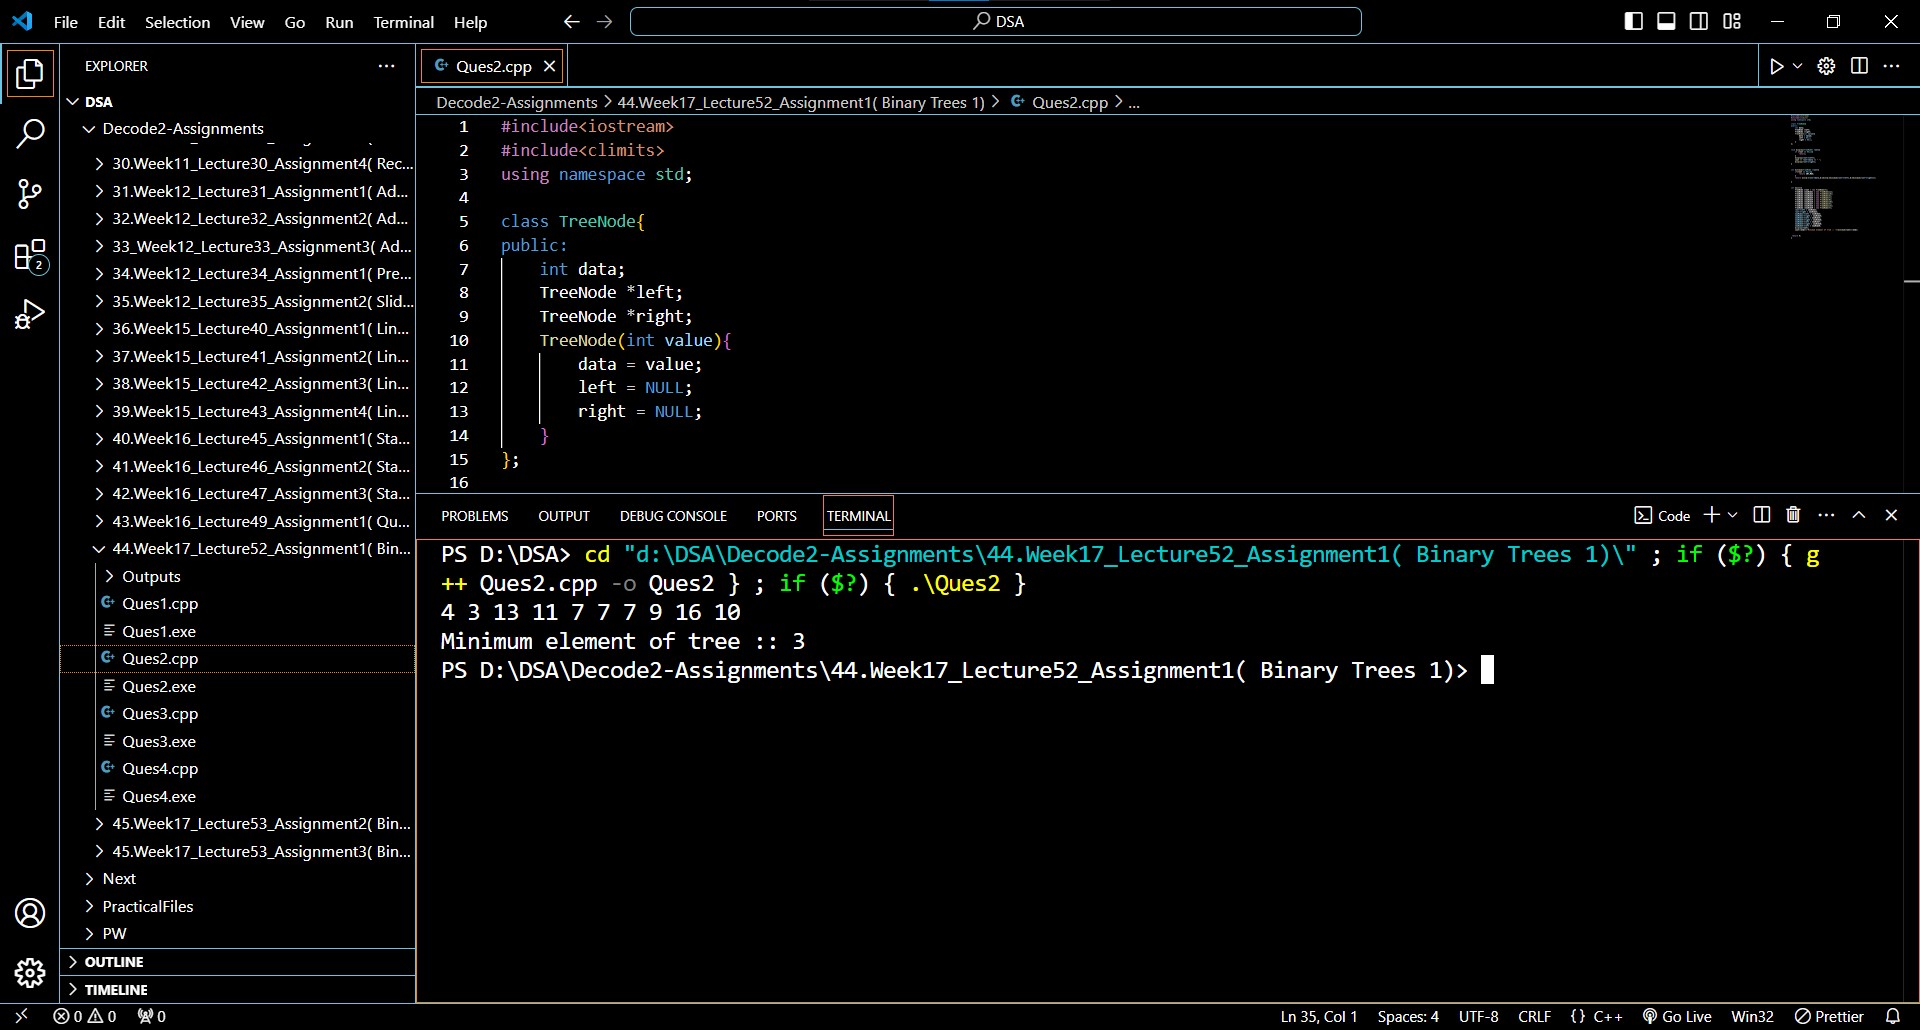 File Edit Selection View Go Run Terminal Help DSA
EXPLORER
DSA
Decode2-Assignments
30.Week11_Lecture30_Assignment4( Rec...
31.Week12_Lecture31_Assignment1( Ad...
32.Week12_Lecture32_Assignment2( Ad...
33_Week12_Lecture33_Assignment3( Ad...
34.Week12_Lecture34_Assignment1( Pre...
35.Week12_Lecture35_Assignment2( Slid...
36.Week15_Lecture40_Assignment1( Lin...
37.Week15_Lecture41_Assignment2( Lin...
38.Week15_Lecture42_Assignment3( Lin...
39.Week15_Lecture43_Assignment4( Lin...
40.Week16_Lecture45_Assignment1( Sta...
41.Week16_Lecture46_Assignment2( Sta...
42.Week16_Lecture47_Assignment3( Sta...
43.Week16_Lecture49_Assignment1( Qu...
44.Week17_Lecture52_Assignment1( Bin...
Outputs
Ques1.cpp
Ques1.exe
Ques2.cpp
Ques2.exe
Ques3.cpp
Ques3.exe
Ques4.cpp
Ques4.exe
45.Week17_Lecture53_Assignment2( Bin...
45.Week17_Lecture53_Assignment3( Bin...
Next
PracticalFiles
PW
OUTLINE
TIMELINE
2
Ques2.cpp
Decode2-Assignments > 44.Week17_Lecture52_Assignment1( Binary Trees 1) > Ques2.cpp > ...
1 #include<iostream>
2 #include<climits>
3 using namespace std;
4
5 class TreeNode{
6 public:
7 int data;
8 TreeNode *left;
9 TreeNode *right;
10 TreeNode(int value){
11 data = value;
12 left = NULL;
13 right = NULL;
14 }
15 };
16
PROBLEMS OUTPUT DEBUG CONSOLE PORTS TERMINAL Code
PS D:\DSA> cd "d:\DSA\Decode2-Assignments\44.Week17_Lecture52_Assignment1( Binary Trees 1)\" ; if ($?) { g
++ Ques2.cpp -o Ques2 } ; if ($?) { .\Ques2 }
4 3 13 11 7 7 7 9 16 10
Minimum element of tree :: 3
PS D:\DSA\Decode2-Assignments\44.Week17_Lecture52_Assignment1( Binary Trees 1)>
0 0 0 Ln 35, Col 1 Spaces: 4 UTF-8 CRLF {} C++ Go Live Win32 Prettier